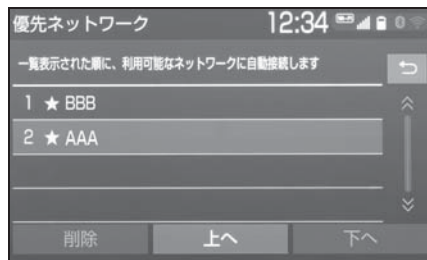 優先ネットワーク 12:34
一覧表示された順に、利用可能なネットワークに自動接続します
1 ★ BBB
2 ★ AAA
削除 上へ 下へ